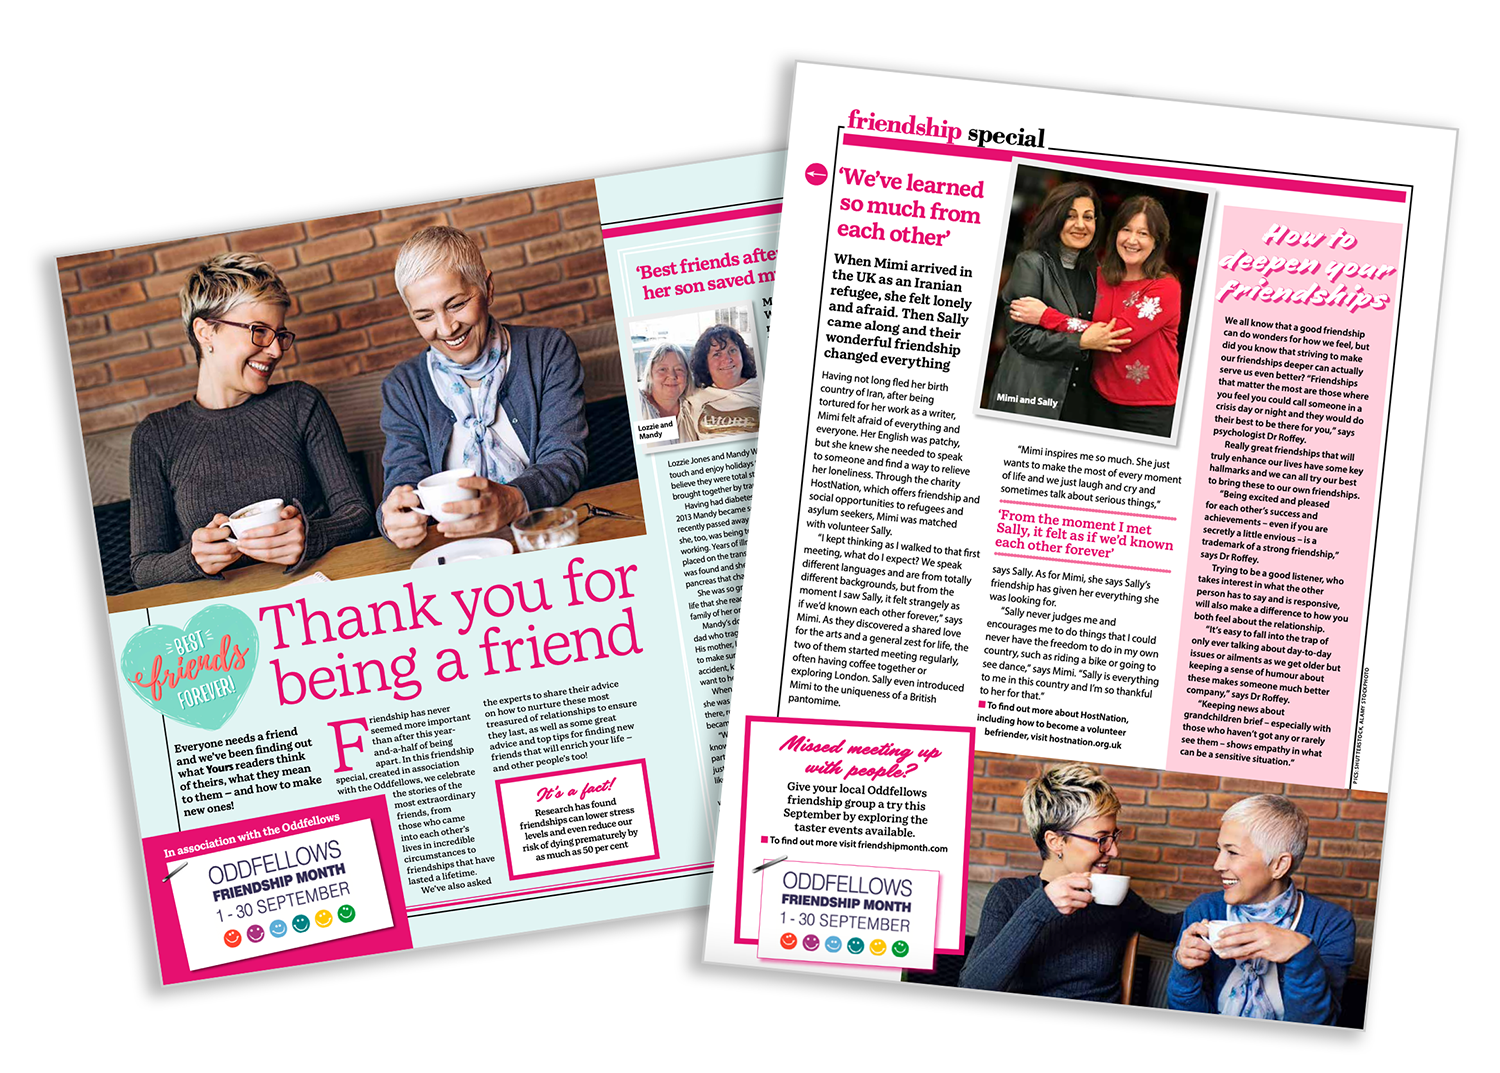 BEST
friends
FOREVER!
Thank you for
being a friend
Everyone needs a friend
and we've been finding out
what Yours readers think
of theirs, what they mean
to them – and how to make
new ones!
In association with the Oddfellows
ODDFELLOWS
FRIENDSHIP MONTH
1 - 30 SEPTEMBER
Friendship has never
seemed more important
than after this year-
and-a-half of being
apart. In this friendship
special, created in association
with the Oddfellows, we celebrate
the stories of the
most extraordinary
friends, from
those who came
into each other's
lives in incredible
circumstances to
friendships that have
lasted a lifetime.
We've also asked
the experts to share their advice
on how to nurture these most
treasured of relationships to ensure
they last, as well as some great
advice and top tips for finding new
friends that will enrich your life –
and other people's too!
It's a fact!
Research has found
friendships can lower stress
levels and even reduce our
risk of dying prematurely by
as much as 50 per cent
'Best friends afte
her son saved m
Lozzie and
Mandy
Lozzie Jones and Mandy W
touch and enjoy holidays
believe they were total st
brought together by tra
Having had diabete
2013 Mandy became s
recently passed away
she, too, was being t
working. Years of ill
placed on the trans
was found and she
pancreas that cha
She was so gr
life that she reac
family of her or
Mandy's do
dad who trag
His mother, l
to make sur
accident, k
want to he
When
she was
there, r
becam
"W
know
part
just
like
friendship special
'We've learned
so much from
each other'
When Mimi arrived in
the UK as an Iranian
refugee, she felt lonely
and afraid. Then Sally
came along and their
wonderful friendship
changed everything
Having not long fled her birth
country of Iran, after being
tortured for her work as a writer,
Mimi felt afraid of everything and
everyone. Her English was patchy,
but she knew she needed to speak
to someone and find a way to relieve
her loneliness. Through the charity
HostNation, which offers friendship and
social opportunities to refugees and
asylum seekers, Mimi was matched
with volunteer Sally.
"I kept thinking as I walked to that first
meeting, what do I expect? We speak
different languages and are from totally
different backgrounds, but from the
moment I saw Sally, it felt strangely as
if we'd known each other forever," says
Mimi. As they discovered a shared love
for the arts and a general zest for life, the
two of them started meeting regularly,
often having coffee together or
exploring London. Sally even introduced
Mimi to the uniqueness of a British
pantomime.
Mimi and Sally
"Mimi inspires me so much. She just
wants to make the most of every moment
of life and we just laugh and cry and
sometimes talk about serious things,"
'From the moment I met
Sally, it felt as if we'd known
each other forever'
says Sally. As for Mimi, she says Sally's
friendship has given her everything she
was looking for.
"Sally never judges me and
encourages me to do things that I could
never have the freedom to do in my own
country, such as riding a bike or going to
see dance," says Mimi. "Sally is everything
to me in this country and I'm so thankful
to her for that."
■ To find out more about HostNation,
including how to become a volunteer
befriender, visit hostnation.org.uk
How to
deepen your
friendships
We all know that a good friendship
can do wonders for how we feel, but
did you know that striving to make
our friendships deeper can actually
serve us even better? "Friendships
that matter the most are those where
you feel you could call someone in a
crisis day or night and they would do
their best to be there for you," says
psychologist Dr Roffey.
Really great friendships that will
truly enhance our lives have some key
hallmarks and we can all try our best
to bring these to our own friendships.
"Being excited and pleased
for each other's success and
achievements – even if you are
secretly a little envious – is a
trademark of a strong friendship,"
says Dr Roffey.
Trying to be a good listener, who
takes interest in what the other
person has to say and is responsive,
will also make a difference to how you
both feel about the relationship.
"It's easy to fall into the trap of
only ever talking about day-to-day
issues or ailments as we get older but
keeping a sense of humour about
these makes someone much better
company," says Dr Roffey.
"Keeping news about
grandchildren brief – especially with
those who haven't got any or rarely
see them – shows empathy in what
can be a sensitive situation."
PICS: SHUTTERSTOCK, ALAMY STOCKPHOTO
Missed meeting up
with people?
Give your local Oddfellows
friendship group a try this
September by exploring the
taster events available.
■ To find out more visit friendshipmonth.com
ODDFELLOWS
FRIENDSHIP MONTH
1 - 30 SEPTEMBER